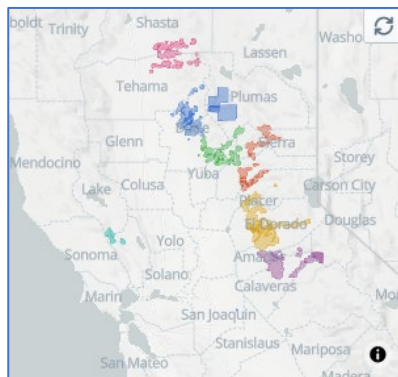 boldt
Trinity
Shasta
Lassen
Washo
Tehama
Plumas
Glenn
Butte
Mendocino
Sierra
Yuba
Storey
Lake
Colusa
Carson City
Placer
Douglas
El Dorado
Yolo
Sonoma
Amador
Solano
Marin
Calaveras
Mo
San Joaquin
Stanislaus
Mariposa
San Mateo
Madera